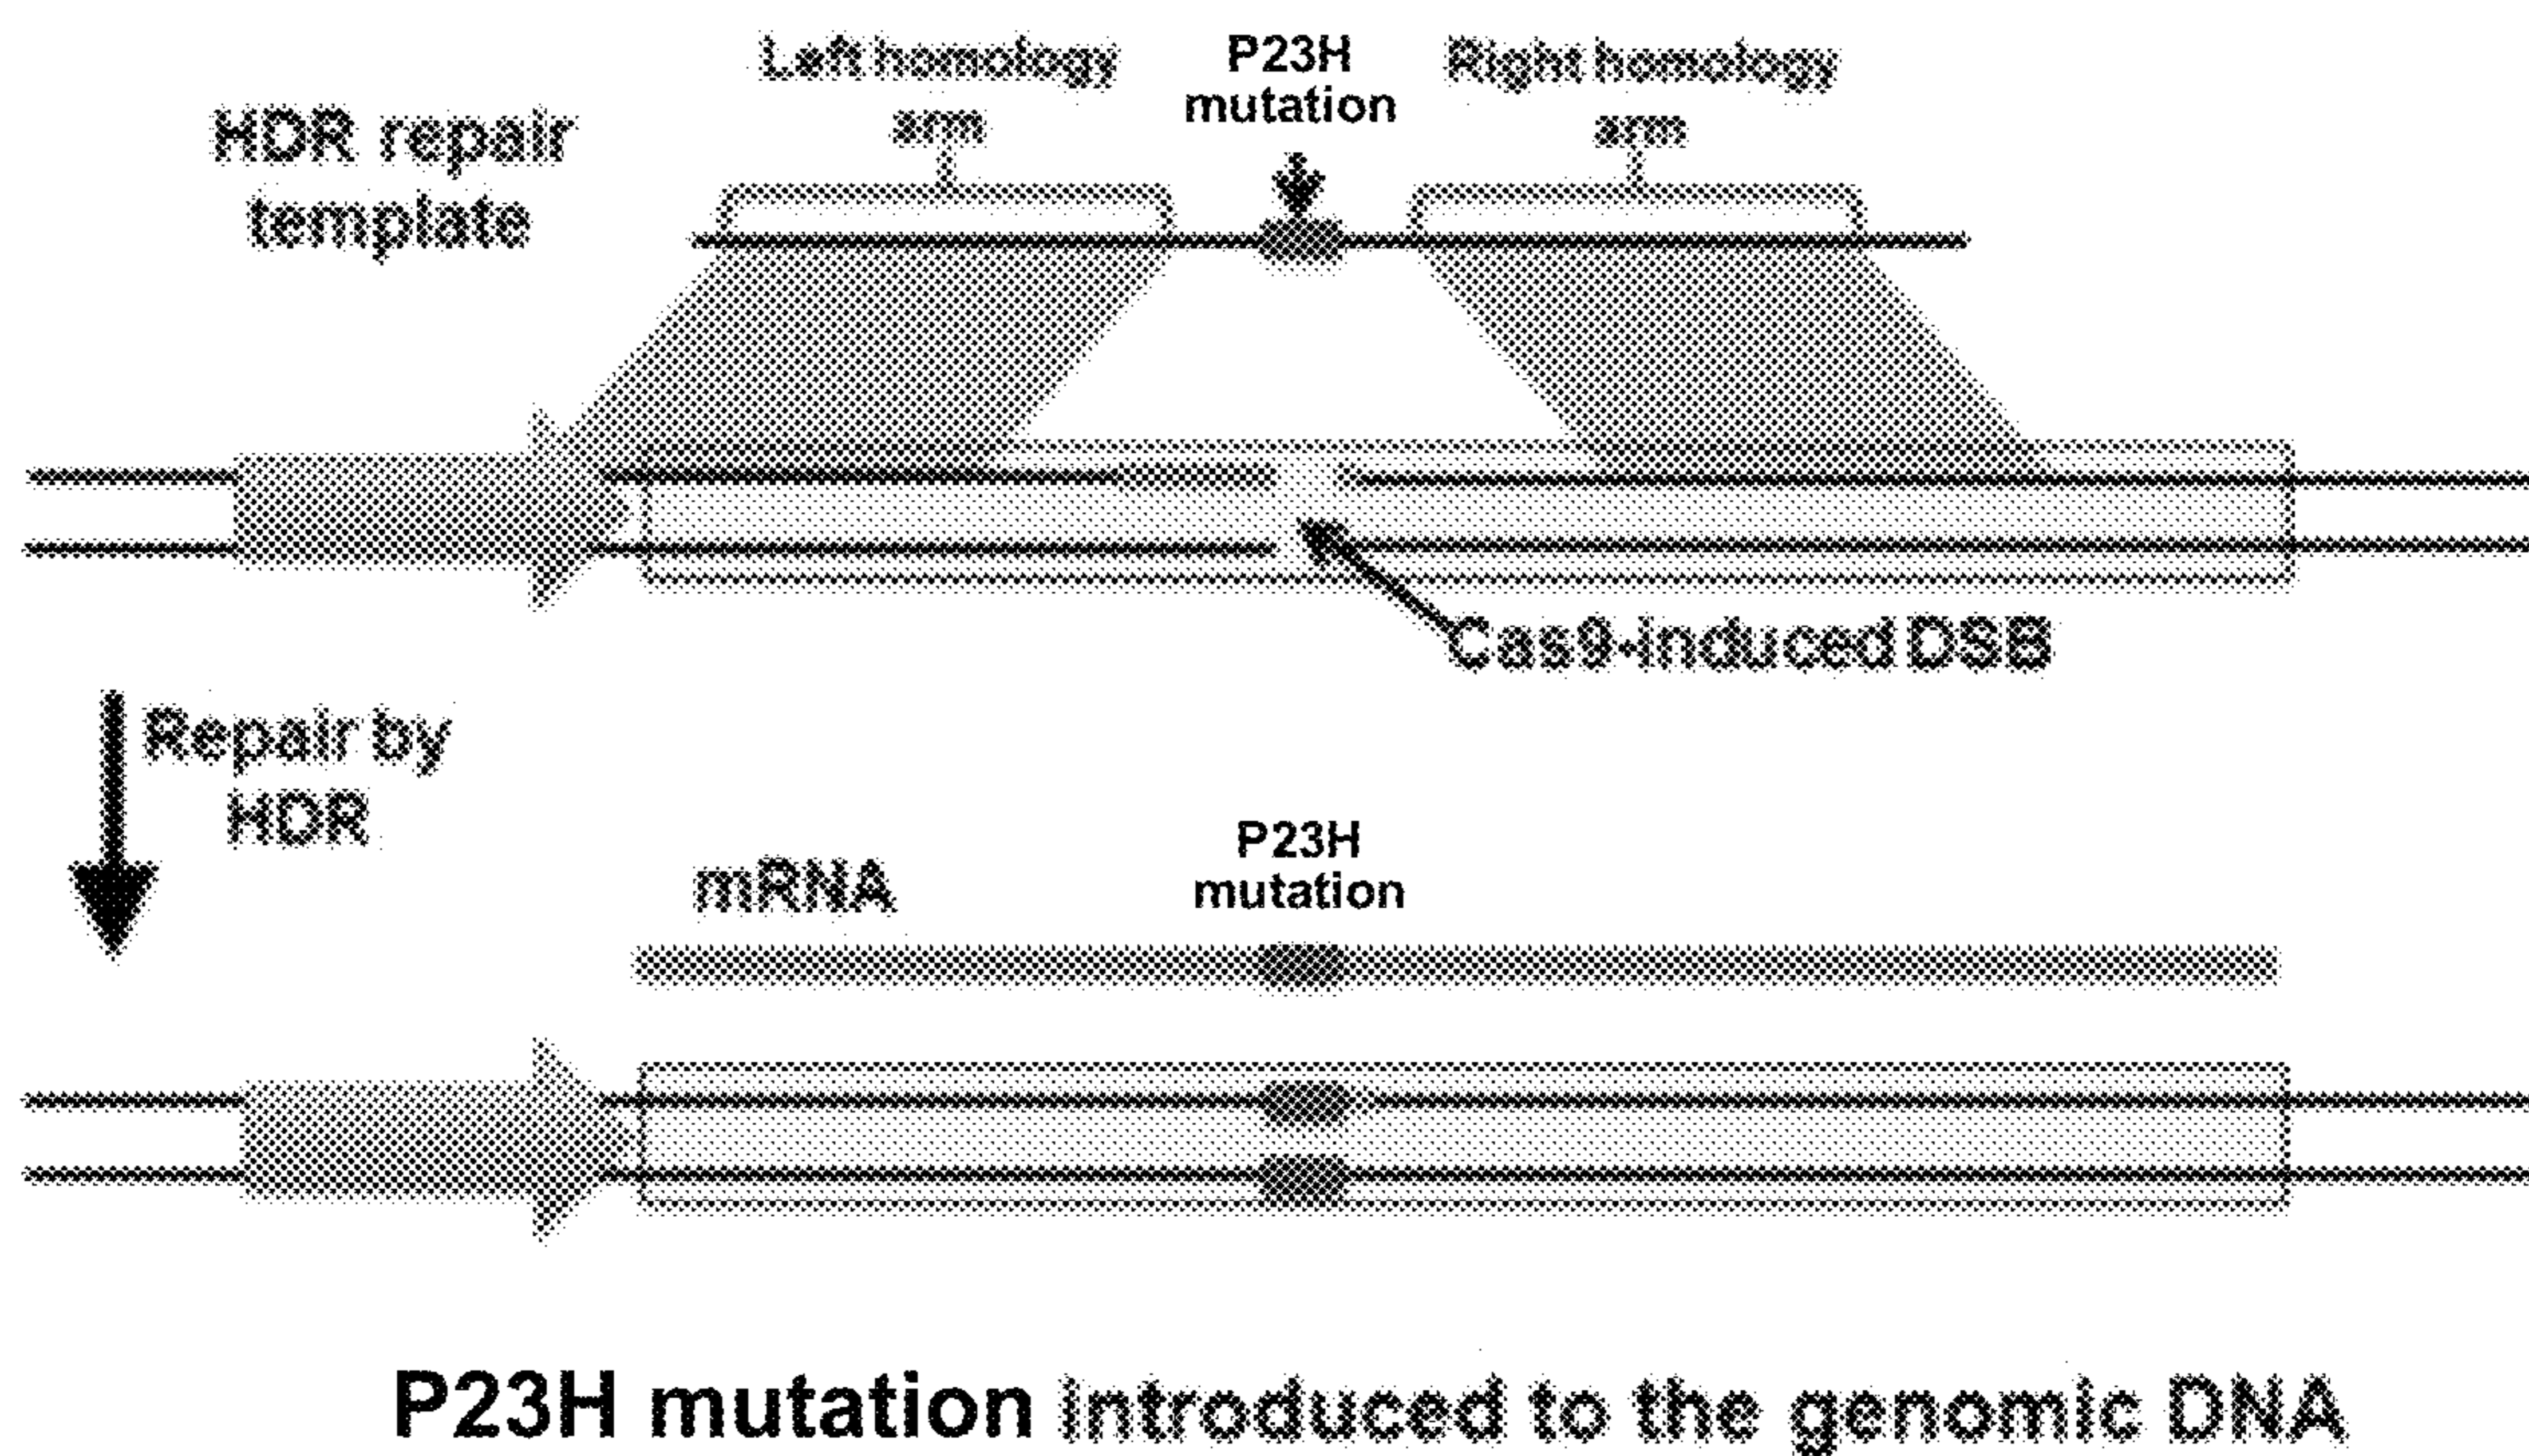 Left homology
arm
P23H
mutation
Right homology
arm
HDR repair
template
Cas9-induced DSB
Repair by
HDR
mRNA
P23H
mutation
P23H mutation introduced to the genomic DNA